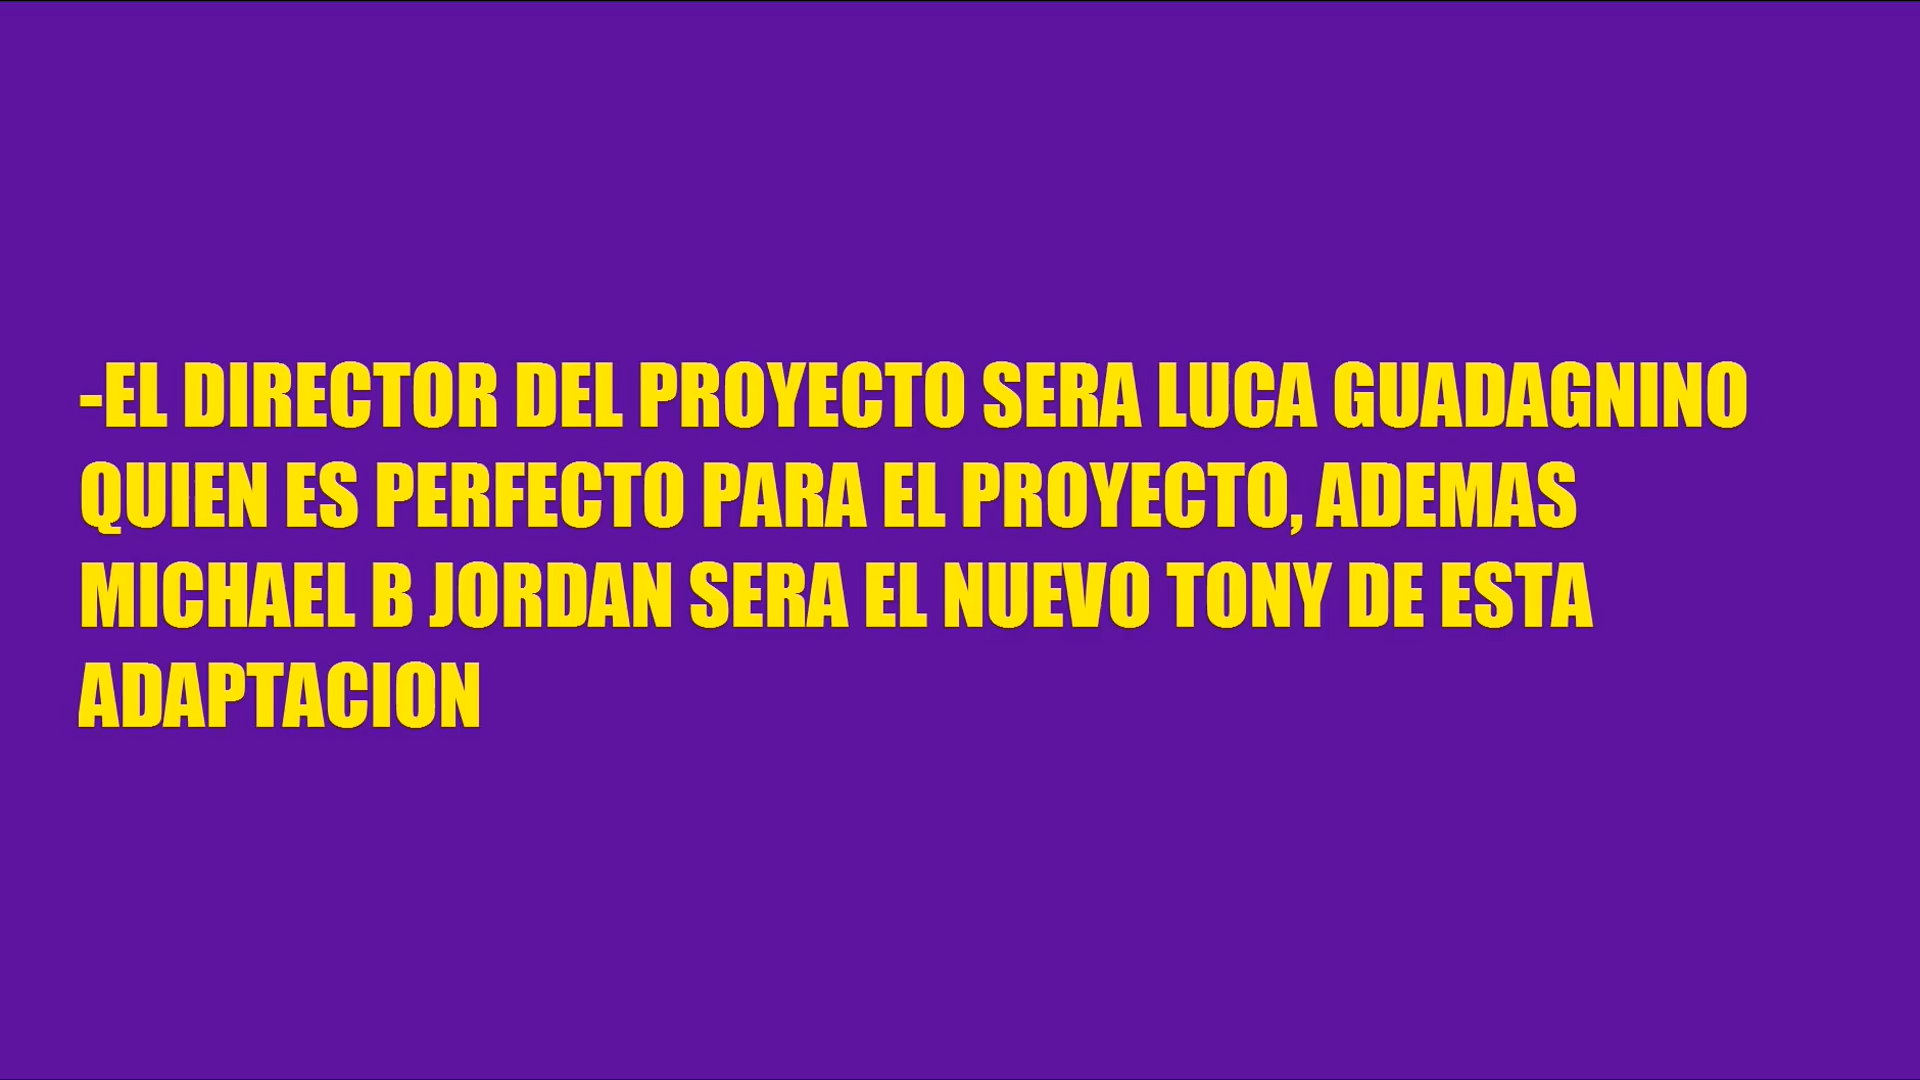 -EL DIRECTOR DEL PROYECTO SERA LUCA GUADAGNINO
QUIEN ES PERFECTO PARA EL PROYECTO, ADEMAS
MICHAEL B JORDAN SERA EL NUEVO TONY DE ESTA
ADAPTACION